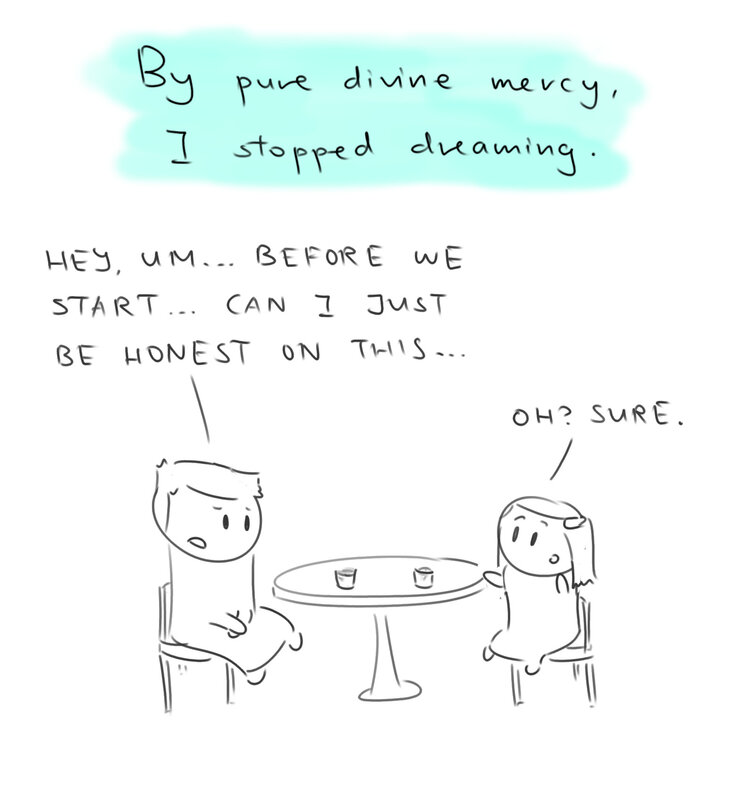 By pure divine mercy,
I stopped dreaming.
HEY, UM... BEFORE WE
START... CAN I JUST
BE HONEST ON THIS...
OH? SURE.